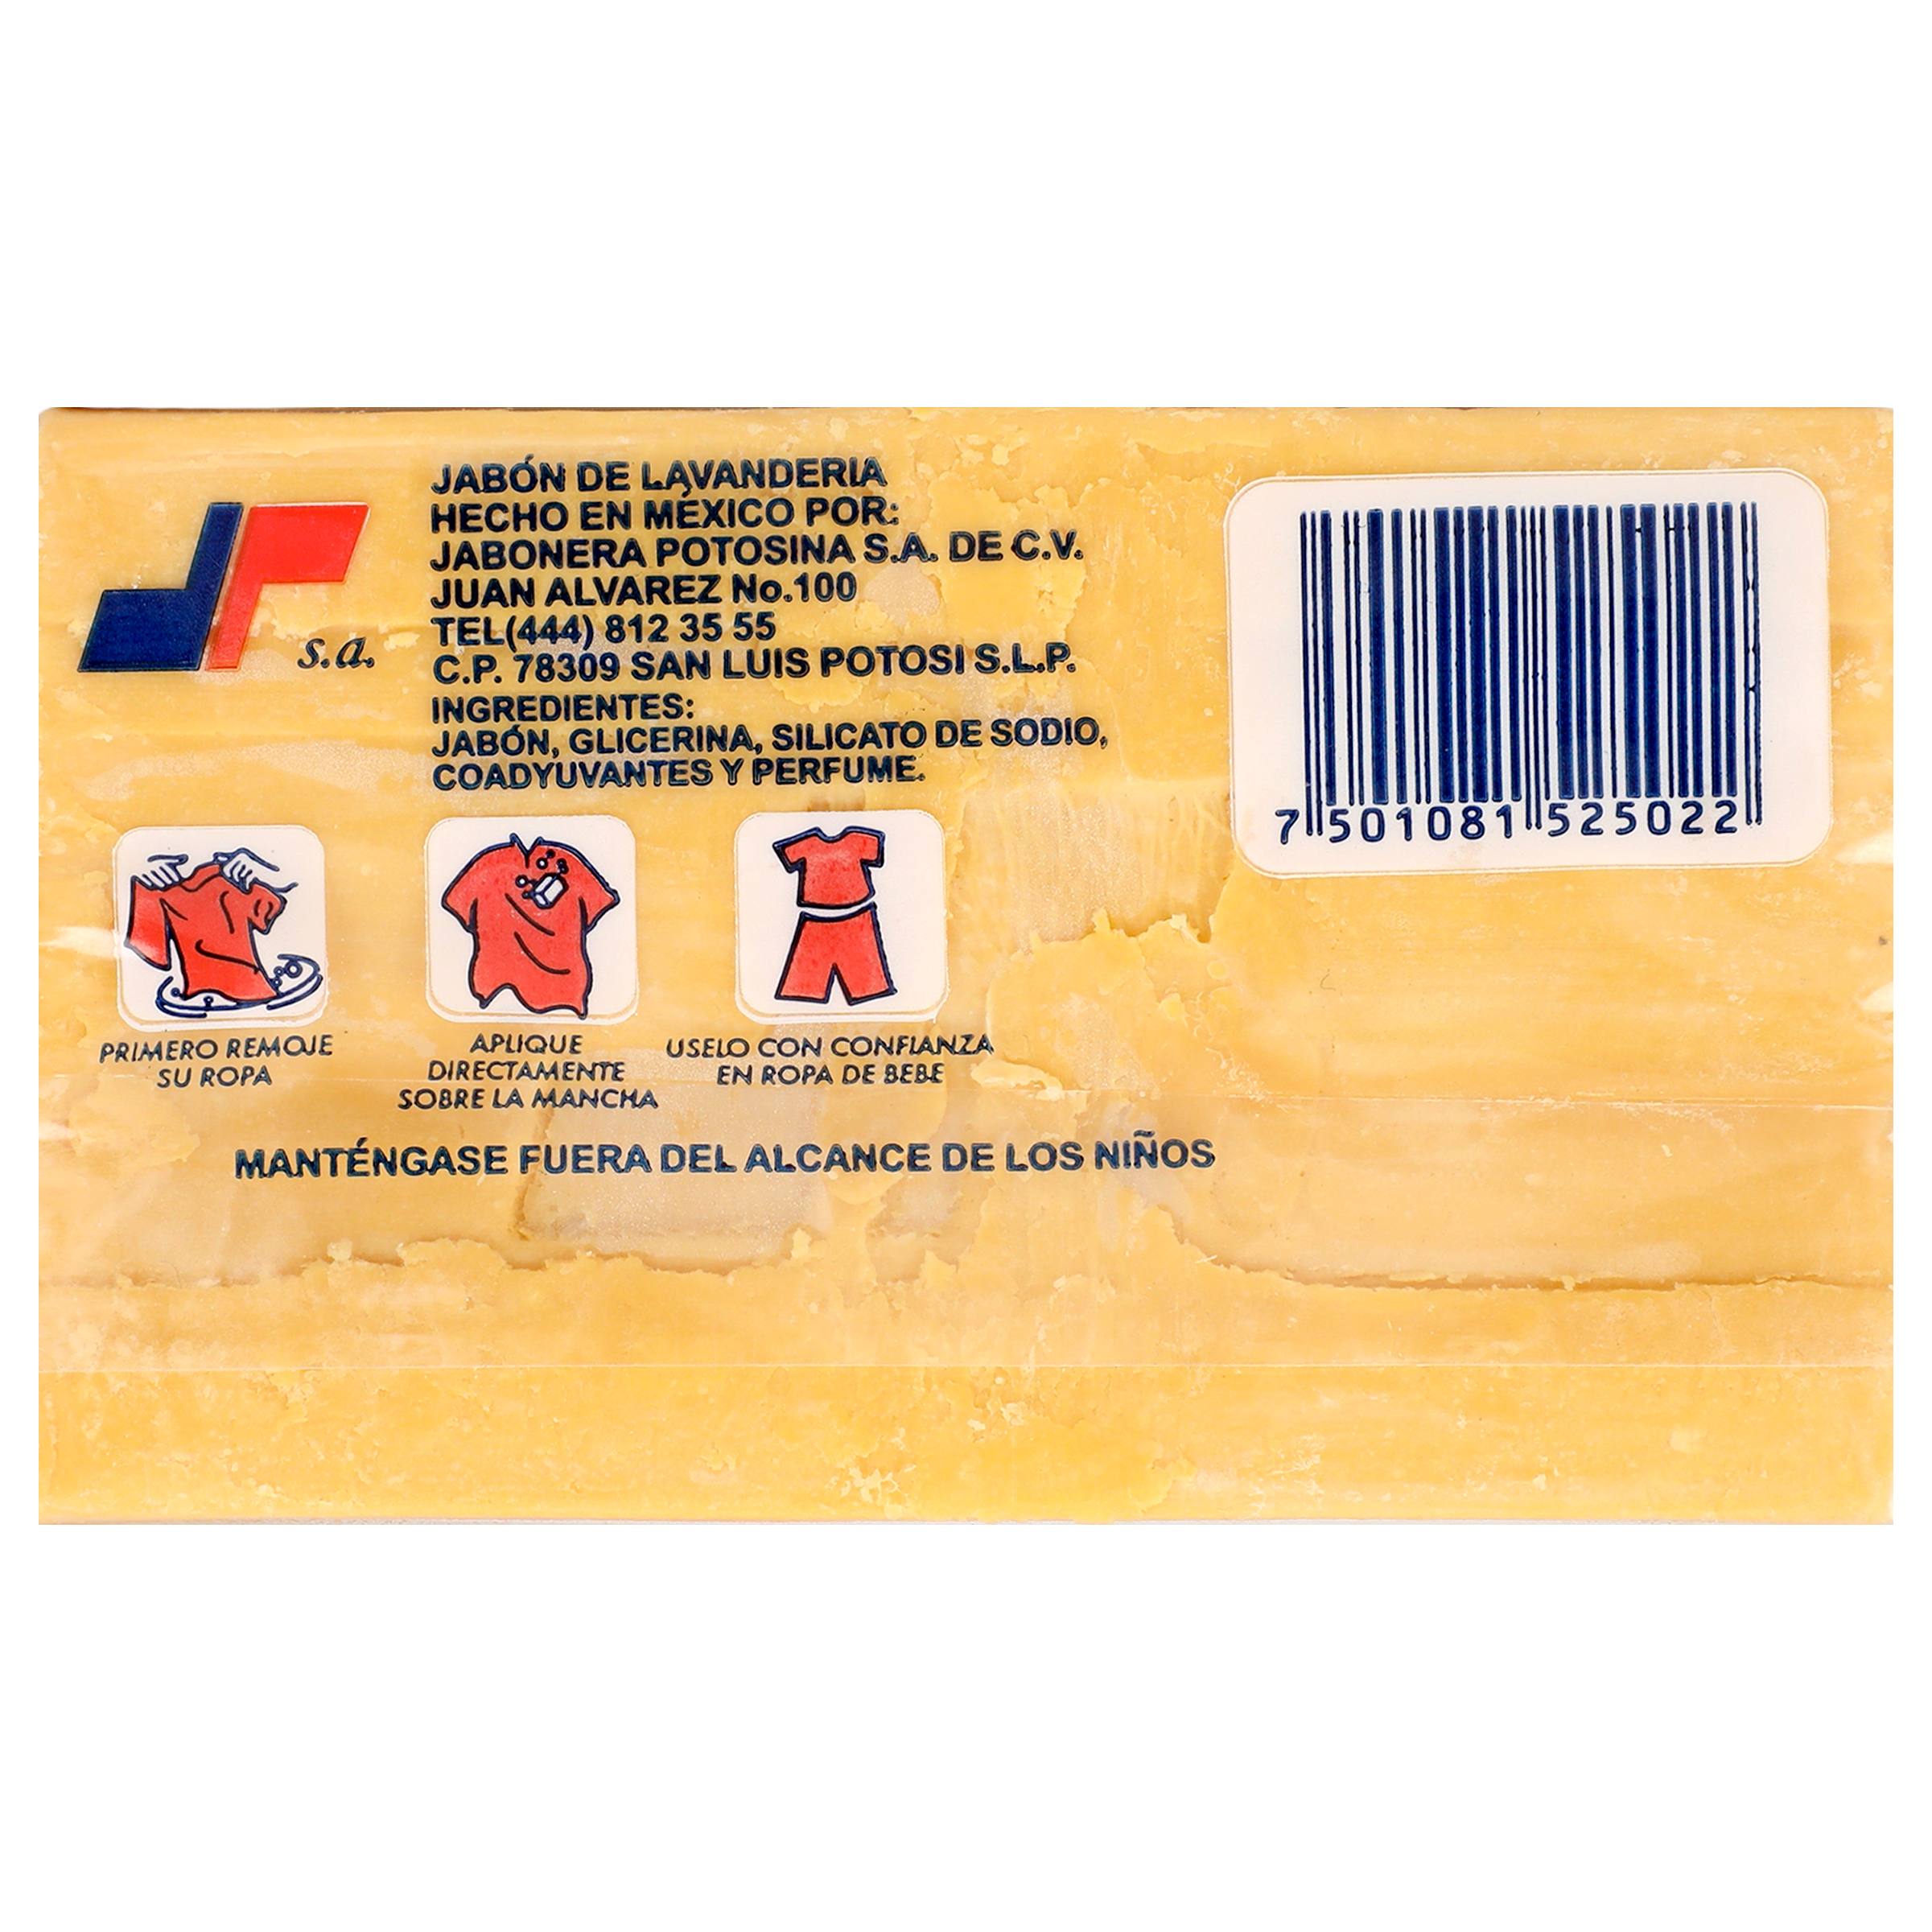 s.a.
JABÓN DE LAVANDERIA
HECHO EN MÉXICO POR:
JABONERA POTOSINA S.A. DE C.V.
JUAN ALVAREZ No.100
TEL(444) 812 35 55
C.P. 78309 SAN LUIS POTOSI S.L.P.
INGREDIENTES:
JABÓN, GLICERINA, SILICATO DE SODIO,
COADYUVANTES Y PERFUME.
7 501081 525022
PRIMERO REMOJE
SU ROPA
APLIQUE
DIRECTAMENTE
SOBRE LA MANCHA
USELO CON CONFIANZA
EN ROPA DE BEBE
MANTÉNGASE FUERA DEL ALCANCE DE LOS NIÑOS